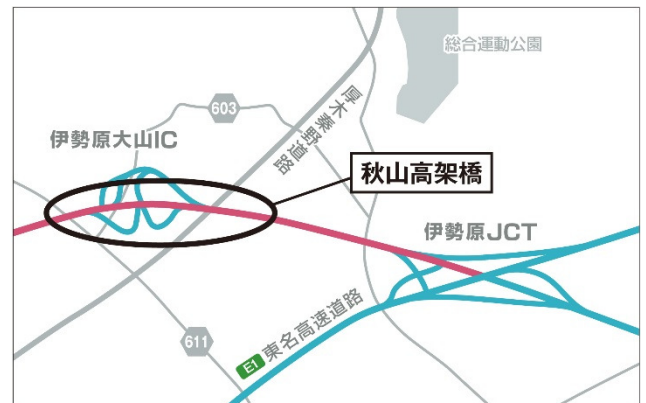 総合運動公園
603
厚木秦野道路
伊勢原大山IC
秋山高架橋
伊勢原JCT
611
E1 東名高速道路